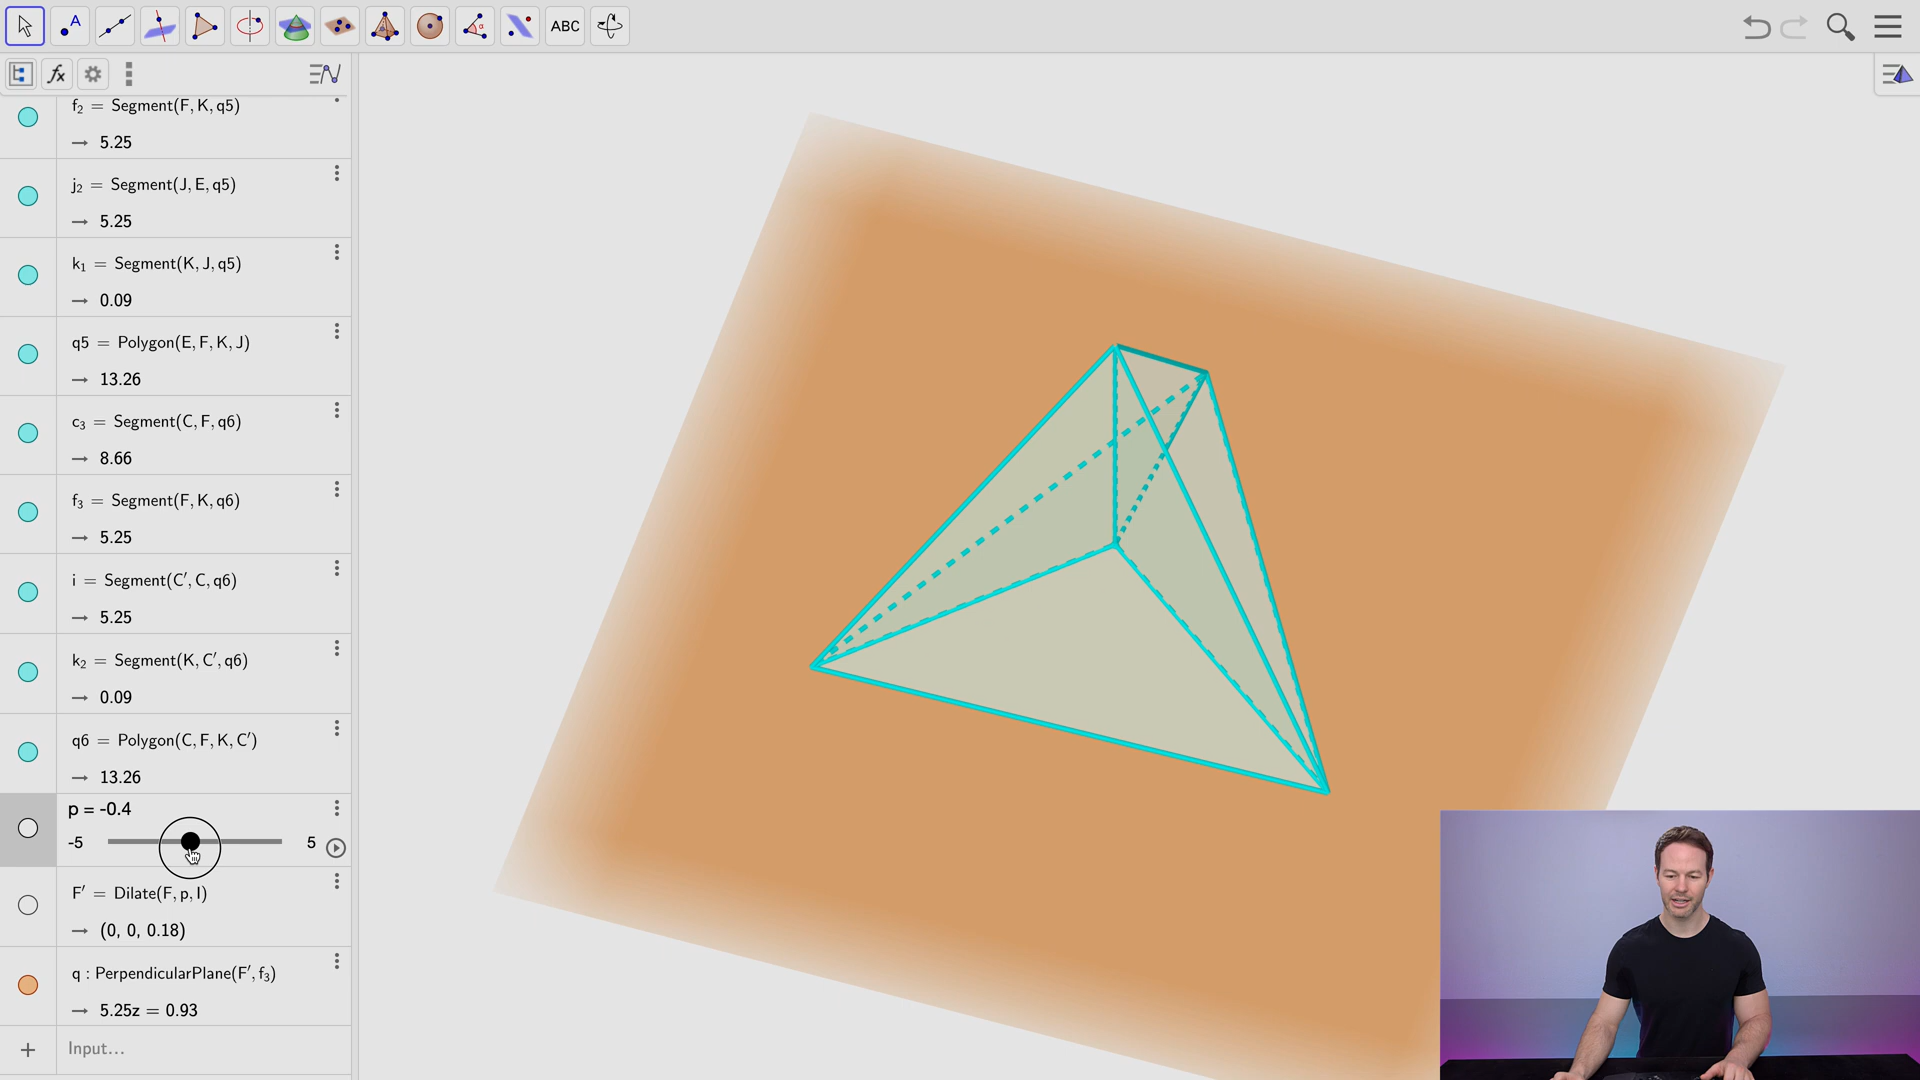 A
α
ABC
fx
f₂ = Segment(F, K, q5)
→ 5.25
j₂ = Segment(J, E, q5)
→ 5.25
k₁ = Segment(K, J, q5)
→ 0.09
q5 = Polygon(E, F, K, J)
→ 13.26
c₃ = Segment(C, F, q6)
→ 8.66
f₃ = Segment(F, K, q6)
→ 5.25
i = Segment(C′, C, q6)
→ 5.25
k₂ = Segment(K, C′, q6)
→ 0.09
q6 = Polygon(C, F, K, C′)
→ 13.26
p = -0.4
-5 5
F′ = Dilate(F, p, I)
→ (0, 0, 0.18)
q : PerpendicularPlane(F′, f₃)
→ 5.25z = 0.93
+ Input…